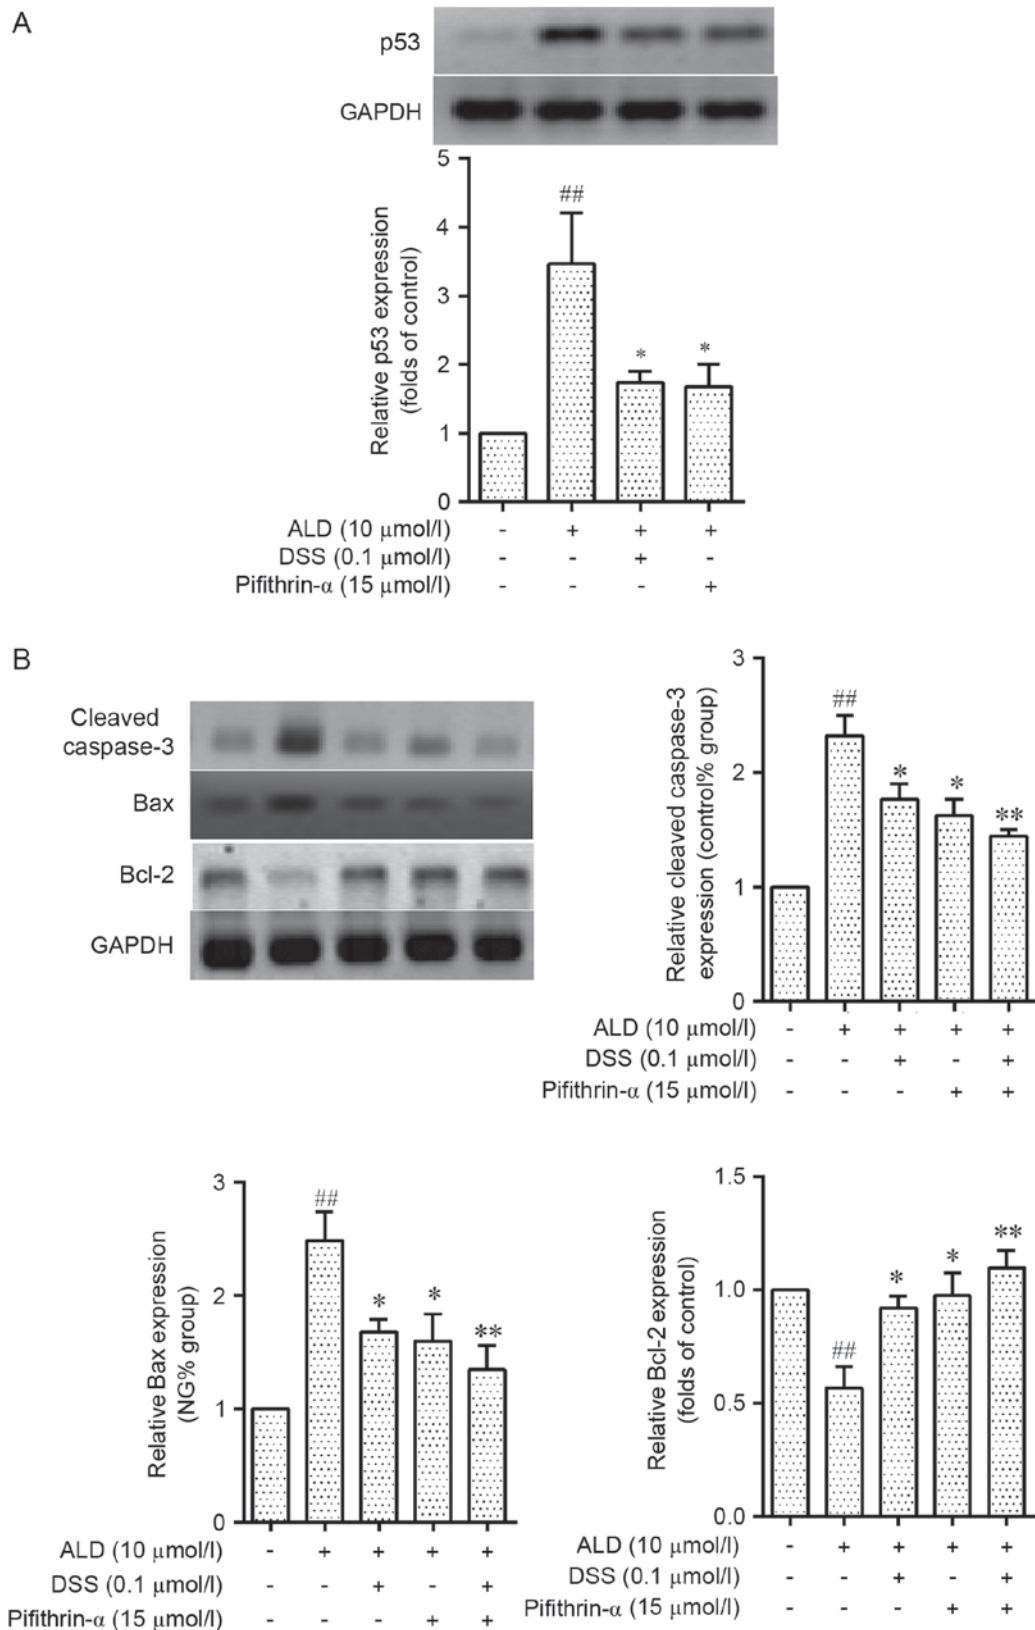 A
p53
GAPDH
5
4
3
2
1
0
Relative p53 expression
(folds of control)
##
*
*
ALD (10 μmol/l) - + + +
DSS (0.1 μmol/l) - - + -
Pifithrin-α (15 μmol/l) - - - +
B
Cleaved
caspase-3
Bax
Bcl-2
GAPDH
3
2
1
0
Relative cleaved caspase-3
expression (control% group)
##
*
*
**
ALD (10 μmol/l) - + + + +
DSS (0.1 μmol/l) - - + - +
Pifithrin-α (15 μmol/l) - - - + +
3
2
1
0
Relative Bax expression
(NG% group)
##
*
*
**
ALD (10 μmol/l) - + + + +
DSS (0.1 μmol/l) - - + - +
Pifithrin-α (15 μmol/l) - - - + +
1.5
1.0
0.5
0.0
Relative Bcl-2 expression
(folds of control)
##
*
*
**
ALD (10 μmol/l) - + + + +
DSS (0.1 μmol/l) - - + - +
Pifithrin-α (15 μmol/l) - - - + +